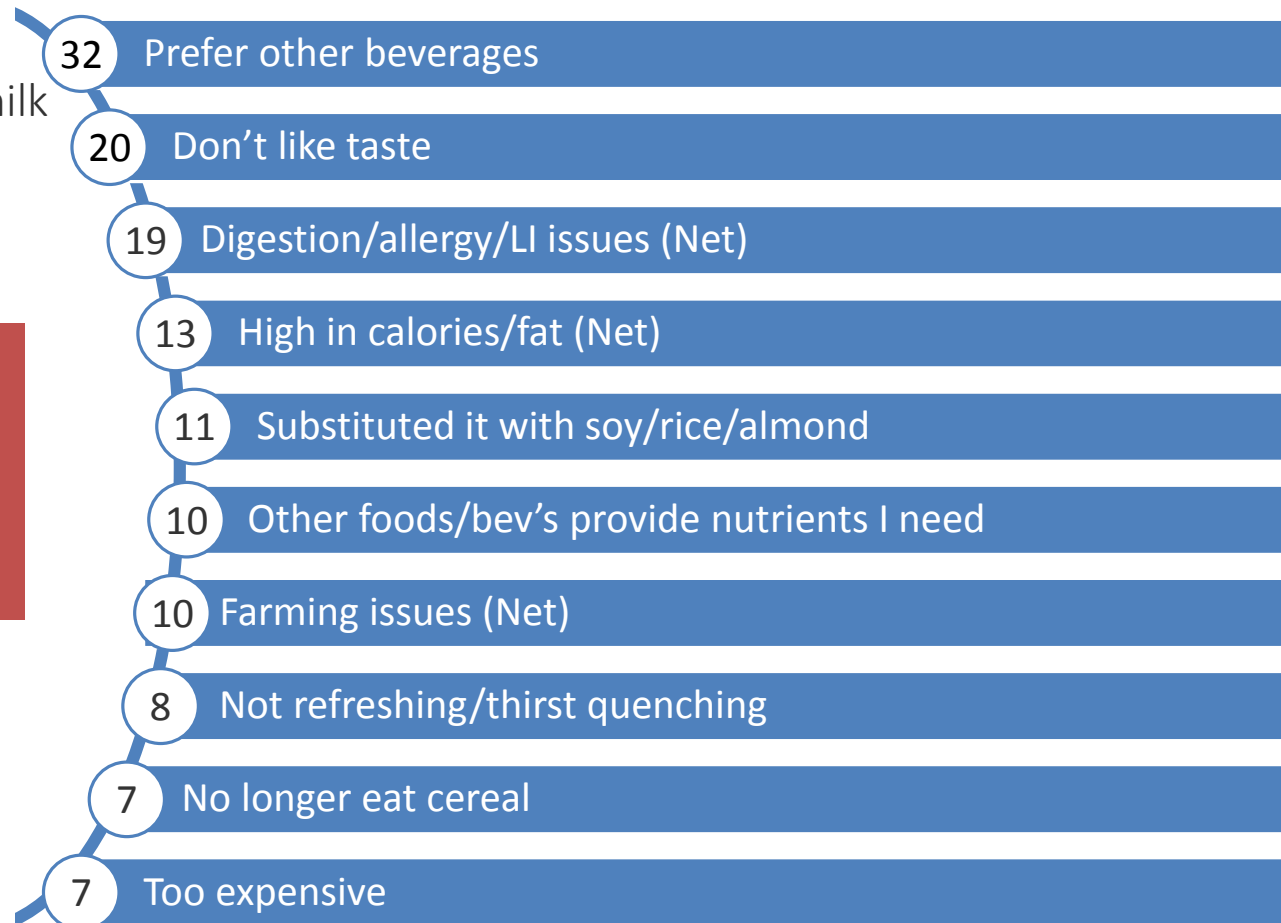 32 Prefer other beverages
20 Don’t like taste
19 Digestion/allergy/LI issues (Net)
13 High in calories/fat (Net)
11 Substituted it with soy/rice/almond
10 Other foods/bev’s provide nutrients I need
10 Farming issues (Net)
8 Not refreshing/thirst quenching
7 No longer eat cereal
7 Too expensive